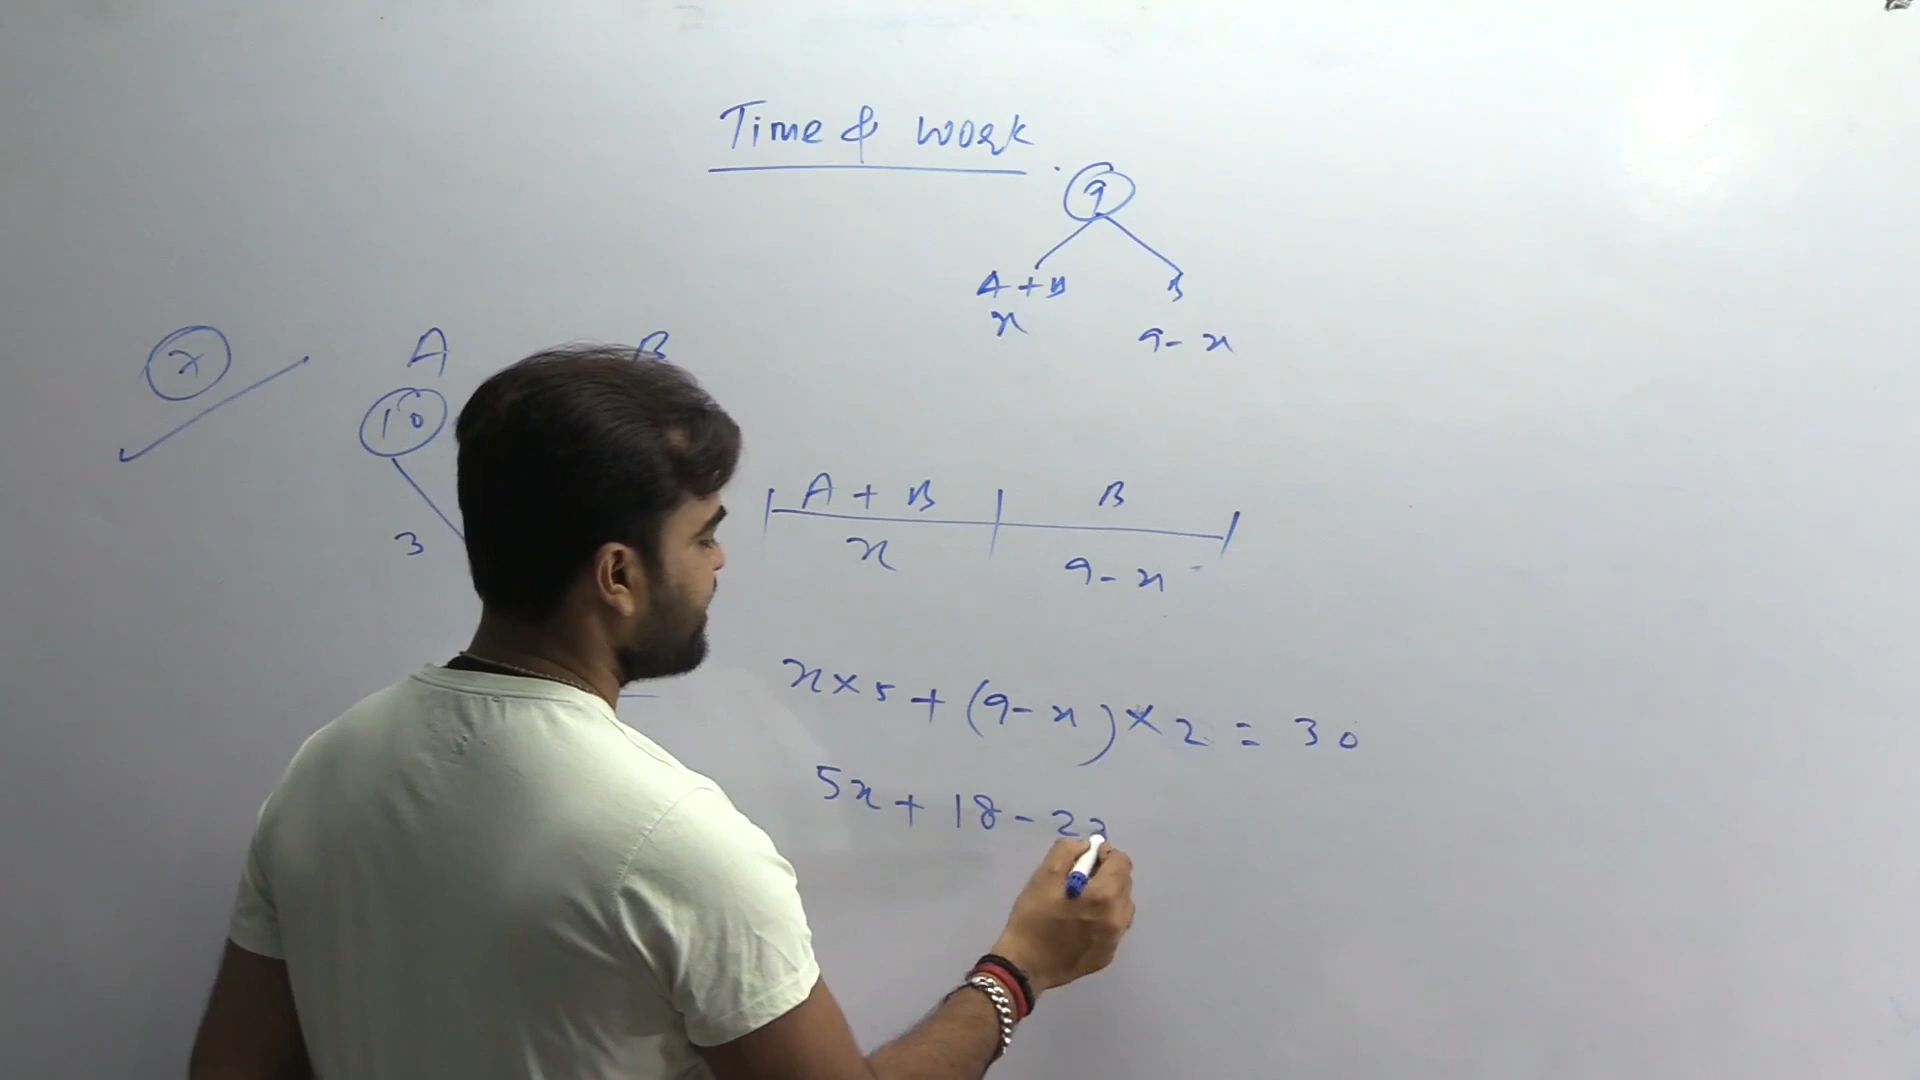 Time & work
9
A + B B
x 9 - x
x A B
10
3
A + B B
x 9 - x
x × 5 + (9 - x) × 2 = 30
5x + 18 - 2x